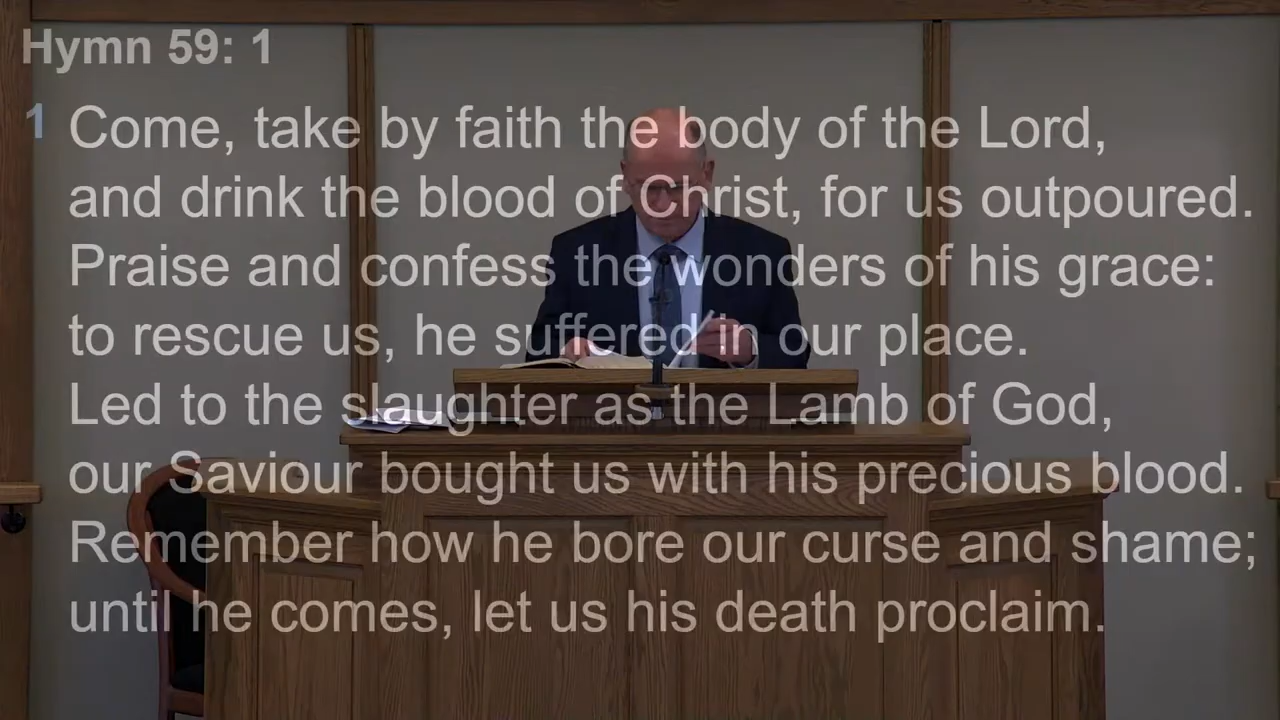 Hymn 59: 1
1 Come, take by faith the body of the Lord,
and drink the blood of Christ, for us outpoured.
Praise and confess the wonders of his grace:
to rescue us, he suffered in our place.
Led to the slaughter as the Lamb of God,
our Saviour bought us with his precious blood.
Remember how he bore our curse and shame;
until he comes, let us his death proclaim.